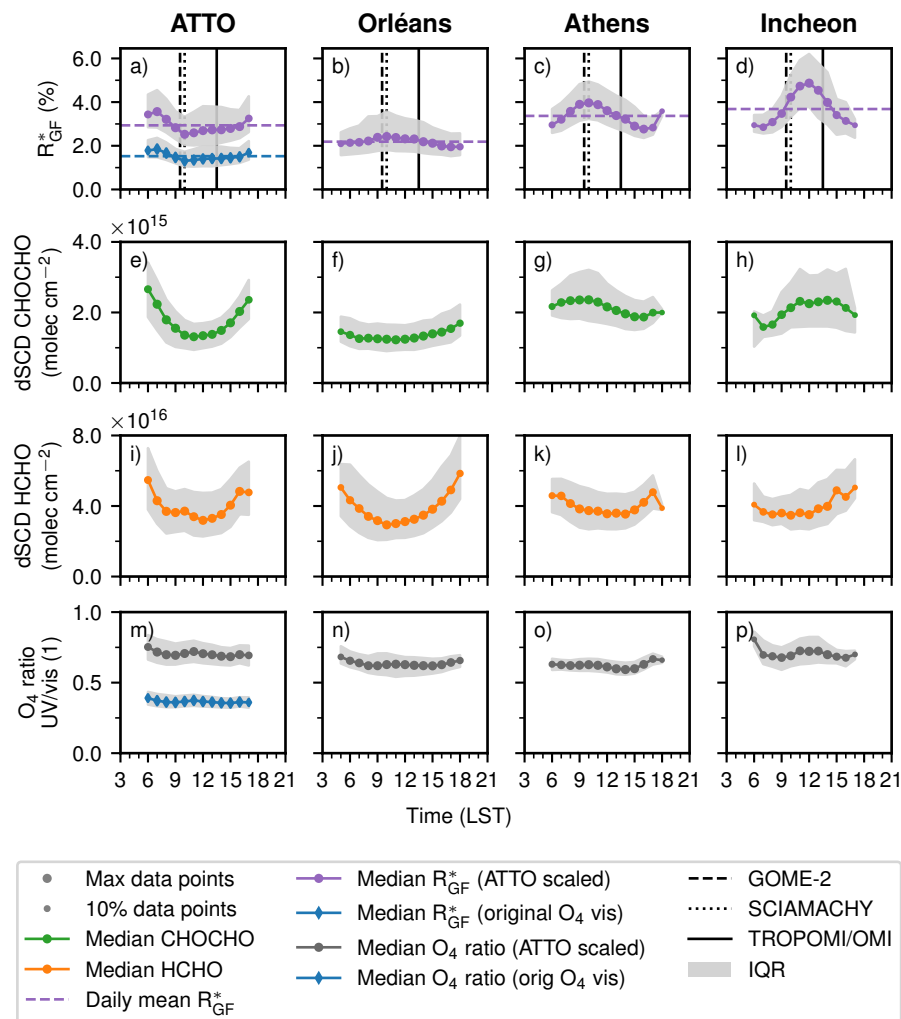 ATTO Orléans Athens Incheon
R*GF (%)
6.0
4.0
2.0
0.0
a) b) c) d)
×10^15
dSCD CHOCHO
(molec cm−2)
4.0
2.0
0.0
e) f) g) h)
×10^16
dSCD HCHO
(molec cm−2)
8.0
4.0
0.0
i) j) k) l)
O4 ratio
UV/vis (1)
1.0
0.5
0.0
m) n) o) p)
3 6 9 12 15 18 21 3 6 9 12 15 18 21 3 6 9 12 15 18 21 3 6 9 12 15 18 21
Time (LST)
Max data points
10% data points
Median CHOCHO
Median HCHO
Daily mean R*GF
Median R*GF (ATTO scaled)
Median R*GF (original O4 vis)
Median O4 ratio (ATTO scaled)
Median O4 ratio (orig O4 vis)
GOME-2
SCIAMACHY
TROPOMI/OMI
IQR